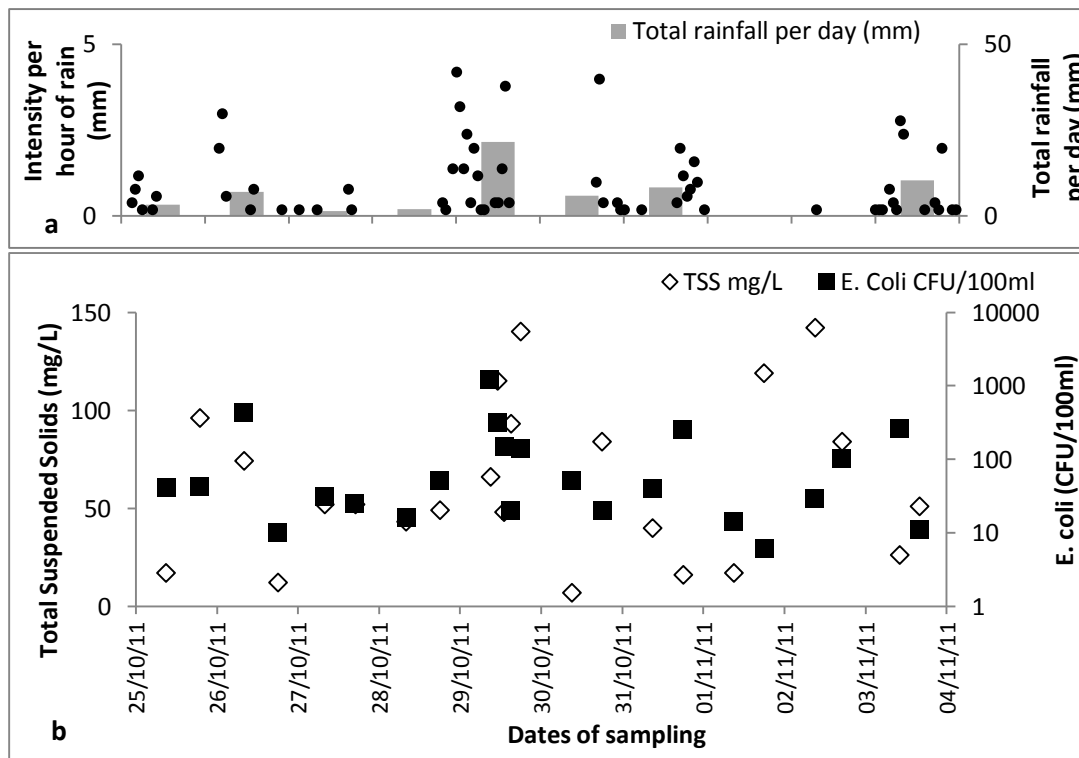 Total rainfall per day (mm)
5
50
Intensity per
hour of rain
(mm)
Total rainfall
per day (mm)
0
0
a
TSS mg/L
E. Coli CFU/100ml
150
100
50
0
10000
1000
100
10
1
Total Suspended Solids (mg/L)
E. coli (CFU/100ml)
25/10/11
26/10/11
27/10/11
28/10/11
29/10/11
30/10/11
31/10/11
01/11/11
02/11/11
03/11/11
04/11/11
b
Dates of sampling